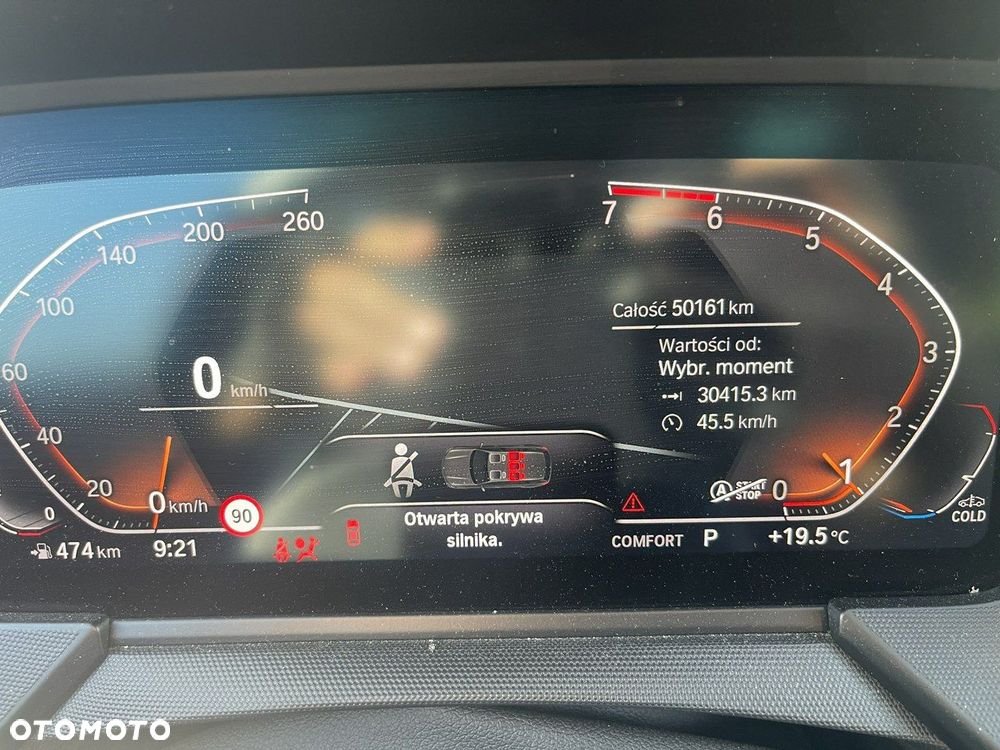 260
200
140
100
60
40
20
0
0 km/h
0 km/h
90
474 km
9:21
Otwarta pokrywa
silnika.
7
6
5
4
3
2
1
0
Całość 50161 km
Wartości od:
Wybr. moment
30415.3 km
45.5 km/h
A START
STOP
COMFORT P +19.5 °C
COLD
OTOMOTO